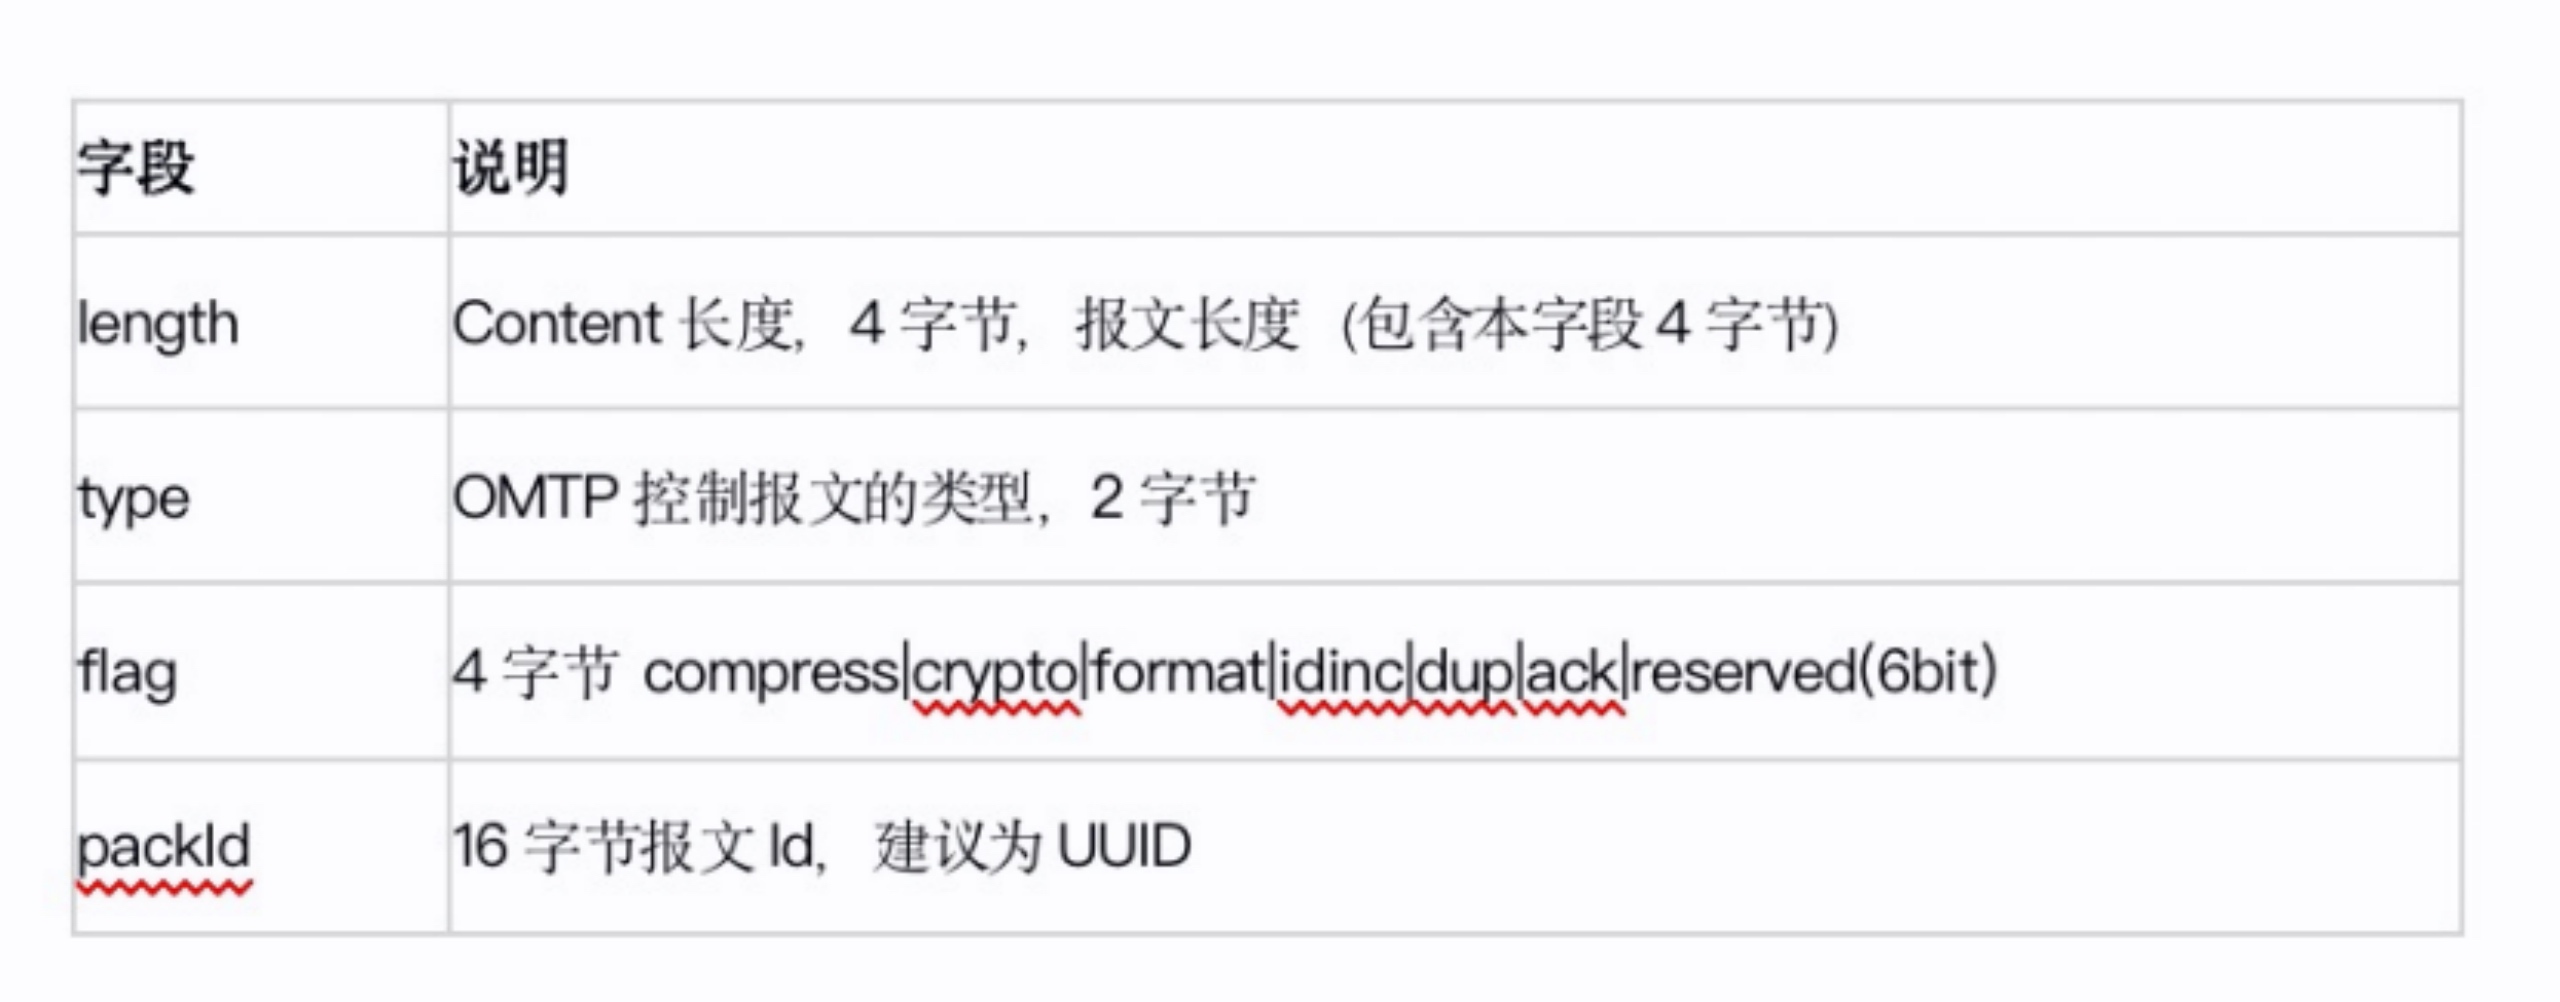 字段
说明
length
Content 长度，4 字节，报文长度（包含本字段 4 字节）
type
OMTP 控制报文的类型，2 字节
flag
4 字节 compress|crypto|format|idinc|dup|ack|reserved(6bit)
packId
16 字节报文 Id，建议为 UUID